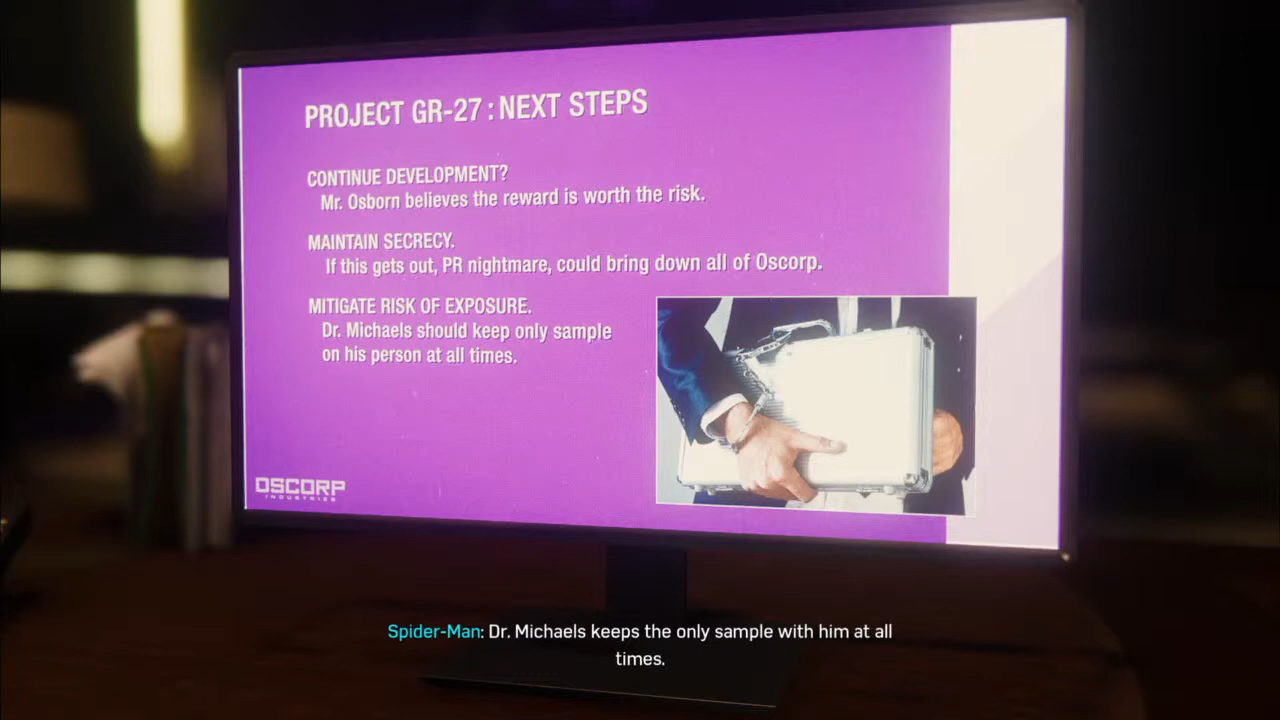 PROJECT GR-27 : NEXT STEPS
CONTINUE DEVELOPMENT?
Mr. Osborn believes the reward is worth the risk.
MAINTAIN SECRECY.
If this gets out, PR nightmare, could bring down all of Oscorp.
MITIGATE RISK OF EXPOSURE.
Dr. Michaels should keep only sample
on his person at all times.
OSCORP
INDUSTRIES
Spider-Man: Dr. Michaels keeps the only sample with him at all
times.